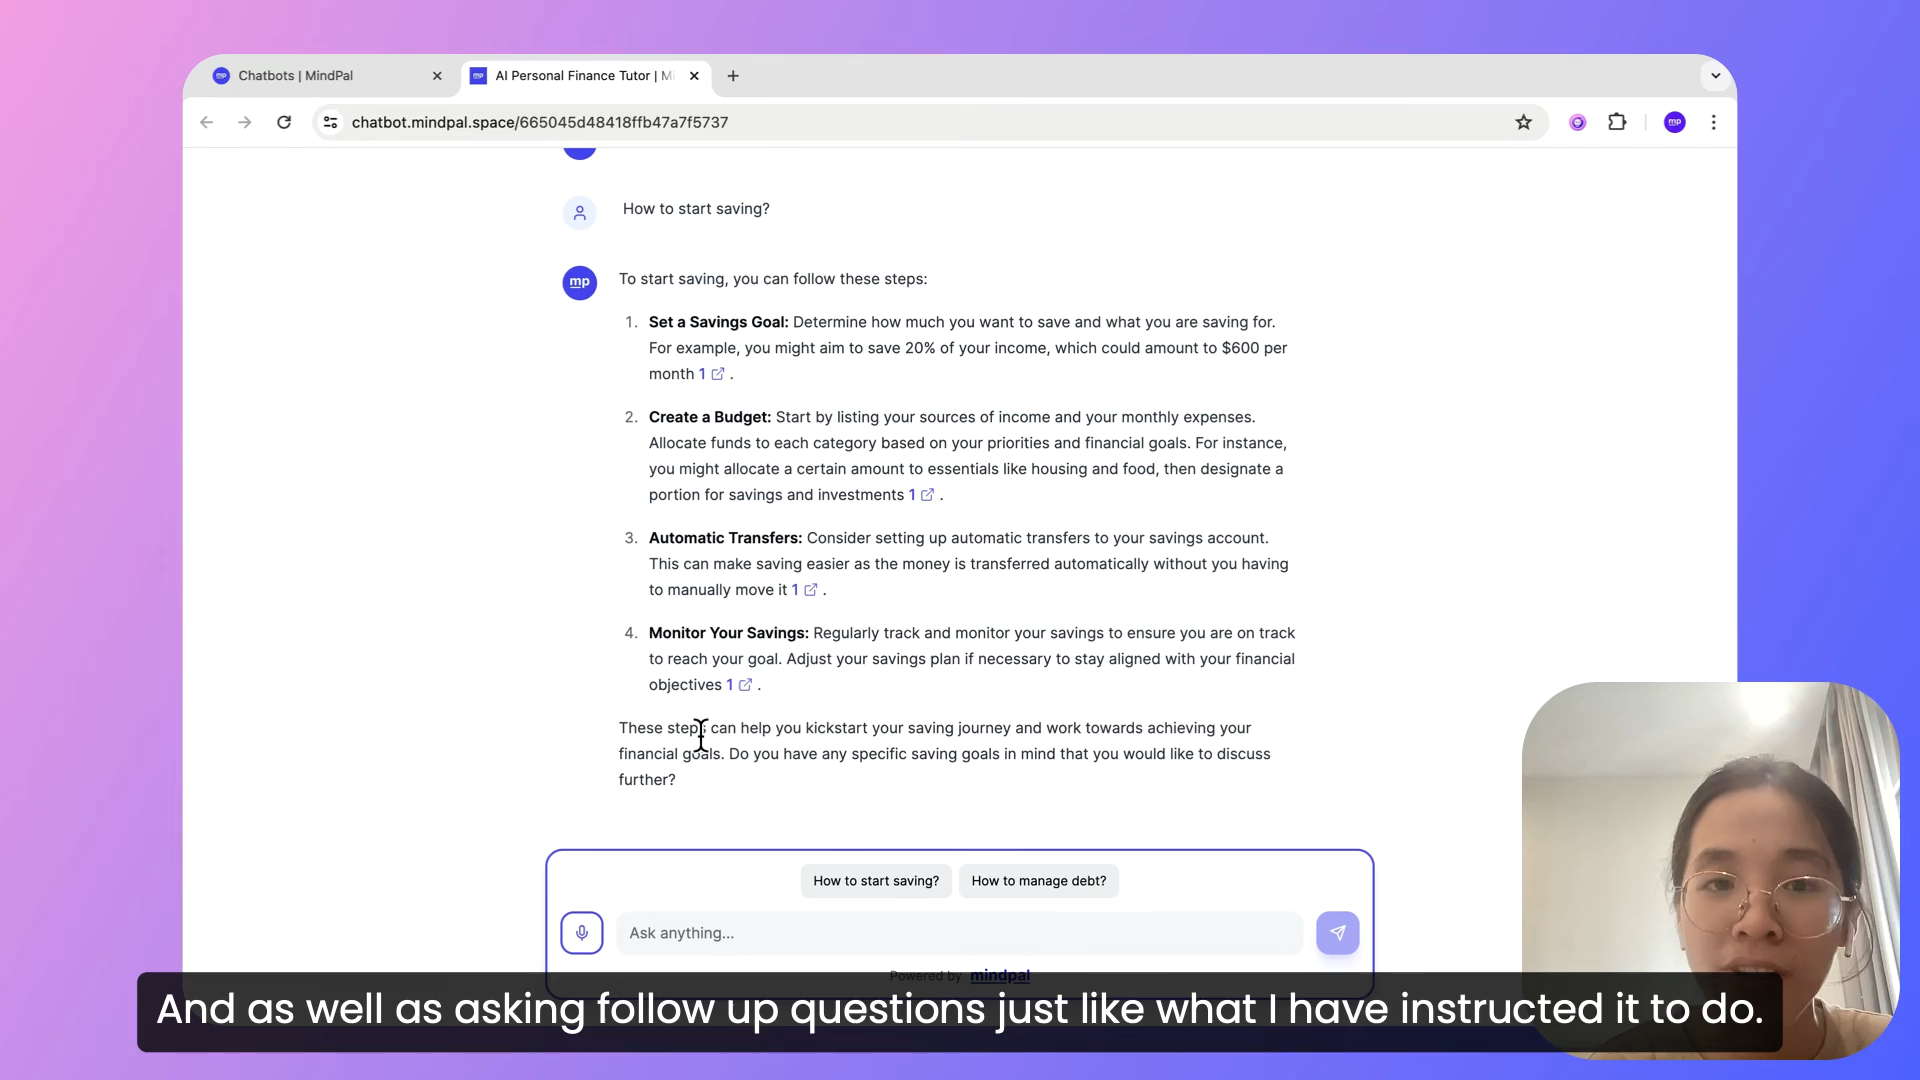 mp Chatbots | MindPal
mp AI Personal Finance Tutor | Mi
chatbot.mindpal.space/665045d48418ffb47a7f5737
mp
How to start saving?
mp
To start saving, you can follow these steps:
1. Set a Savings Goal: Determine how much you want to save and what you are saving for.
For example, you might aim to save 20% of your income, which could amount to $600 per
month 1 .
2. Create a Budget: Start by listing your sources of income and your monthly expenses.
Allocate funds to each category based on your priorities and financial goals. For instance,
you might allocate a certain amount to essentials like housing and food, then designate a
portion for savings and investments 1 .
3. Automatic Transfers: Consider setting up automatic transfers to your savings account.
This can make saving easier as the money is transferred automatically without you having
to manually move it 1 .
4. Monitor Your Savings: Regularly track and monitor your savings to ensure you are on track
to reach your goal. Adjust your savings plan if necessary to stay aligned with your financial
objectives 1 .
These steps can help you kickstart your saving journey and work towards achieving your
financial goals. Do you have any specific saving goals in mind that you would like to discuss
further?
How to start saving? How to manage debt?
Ask anything...
Powered by mindpal
And as well as asking follow up questions just like what I have instructed it to do.